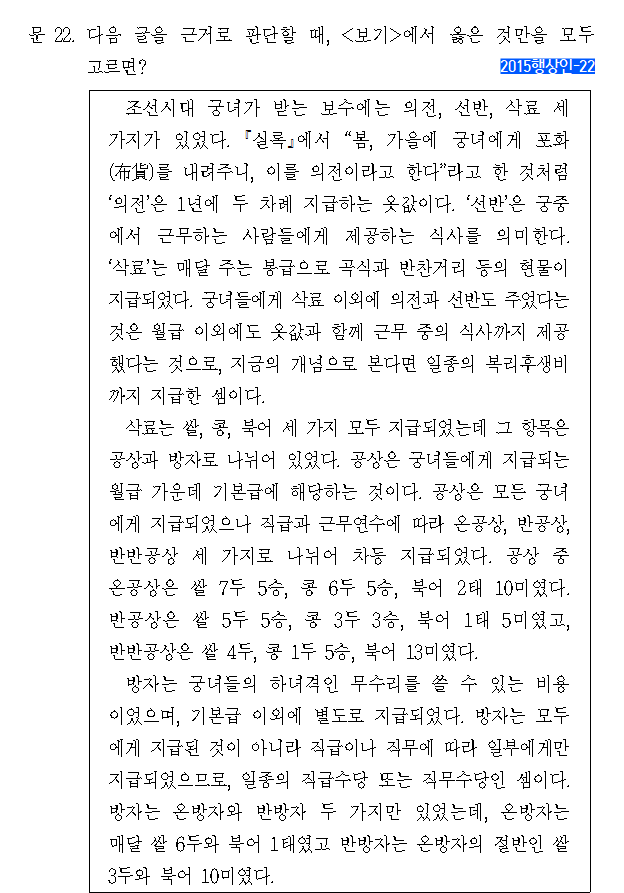 문 22. 다음 글을 근거로 판단할 때, <보기>에서 옳은 것만을 모두
고르면?
2015행상인-22
조선시대 궁녀가 받는 보수에는 의전, 선반, 삭료 세
가지가 있었다. 『실록』에서 “봄, 가을에 궁녀에게 포화
(布貨)를 내려주니, 이를 의전이라고 한다”라고 한 것처럼
‘의전’은 1년에 두 차례 지급하는 옷값이다. ‘선반’은 궁중
에서 근무하는 사람들에게 제공하는 식사를 의미한다.
‘삭료’는 매달 주는 봉급으로 곡식과 반찬거리 등의 현물이
지급되었다. 궁녀들에게 삭료 이외에 의전과 선반도 주었다는
것은 월급 이외에도 옷값과 함께 근무 중의 식사까지 제공
했다는 것으로, 지금의 개념으로 본다면 일종의 복리후생비
까지 지급한 셈이다.
삭료는 쌀, 콩, 북어 세 가지 모두 지급되었는데 그 항목은
공상과 방자로 나뉘어 있었다. 공상은 궁녀들에게 지급되는
월급 가운데 기본급에 해당하는 것이다. 공상은 모든 궁녀
에게 지급되었으나 직급과 근무연수에 따라 온공상, 반공상,
반반공상 세 가지로 나뉘어 차등 지급되었다. 공상 중
온공상은 쌀 7두 5승, 콩 6두 5승, 북어 2태 10미였다.
반공상은 쌀 5두 5승, 콩 3두 3승, 북어 1태 5미였고,
반반공상은 쌀 4두, 콩 1두 5승, 북어 13미였다.
방자는 궁녀들의 하녀격인 무수리를 쓸 수 있는 비용
이었으며, 기본급 이외에 별도로 지급되었다. 방자는 모두
에게 지급된 것이 아니라 직급이나 직무에 따라 일부에게만
지급되었으므로, 일종의 직급수당 또는 직무수당인 셈이다.
방자는 온방자와 반방자 두 가지만 있었는데, 온방자는
매달 쌀 6두와 북어 1태였고 반방자는 온방자의 절반인 쌀
3두와 북어 10미였다.